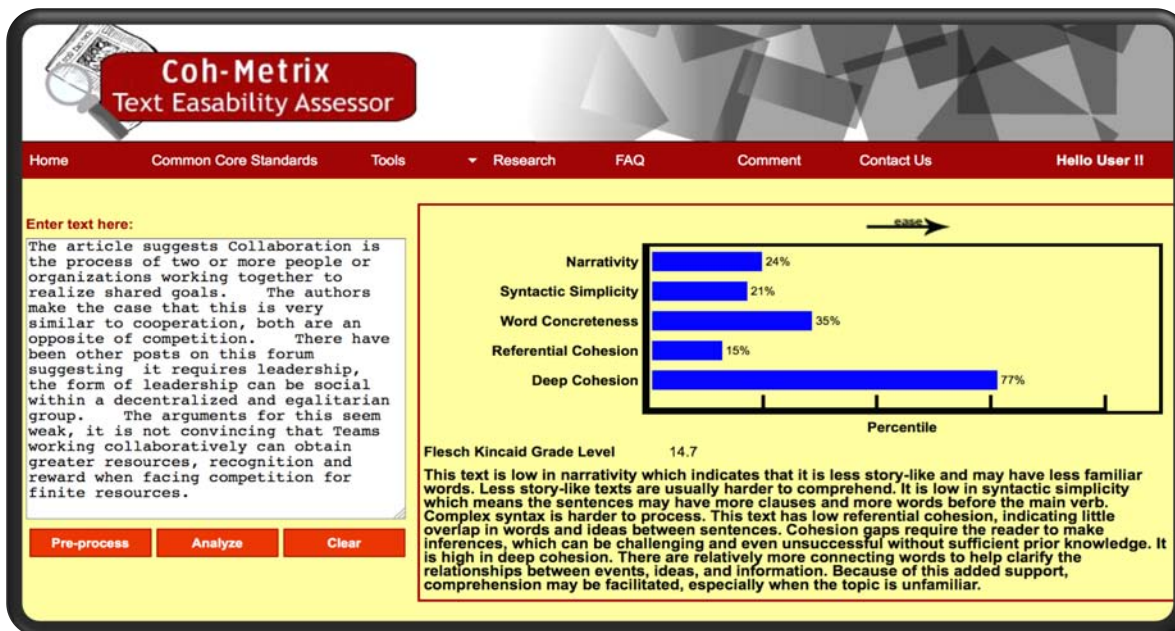 Coh-Metrix
Text Easability Assessor
Home Common Core Standards Tools Research FAQ Comment Contact Us Hello User !!
Enter text here:
The article suggests Collaboration is
the process of two or more people or
organizations working together to
realize shared goals. The authors
make the case that this is very
similar to cooperation, both are an
opposite of competition. There have
been other posts on this forum
suggesting it requires leadership,
the form of leadership can be social
within a decentralized and egalitarian
group. The arguments for this seem
weak, it is not convincing that Teams
working collaboratively can obtain
greater resources, recognition and
reward when facing competition for
finite resources.
Pre-process Analyze Clear
ease
Narrativity 24%
Syntactic Simplicity 21%
Word Concreteness 35%
Referential Cohesion 15%
Deep Cohesion 77%
Percentile
Flesch Kincaid Grade Level 14.7
This text is low in narrativity which indicates that it is less story-like and may have less familiar
words. Less story-like texts are usually harder to comprehend. It is low in syntactic simplicity
which means the sentences may have more clauses and more words before the main verb.
Complex syntax is harder to process. This text has low referential cohesion, indicating little
overlap in words and ideas between sentences. Cohesion gaps require the reader to make
inferences, which can be challenging and even unsuccessful without sufficient prior knowledge. It
is high in deep cohesion. There are relatively more connecting words to help clarify the
relationships between events, ideas, and information. Because of this added support,
comprehension may be facilitated, especially when the topic is unfamiliar.